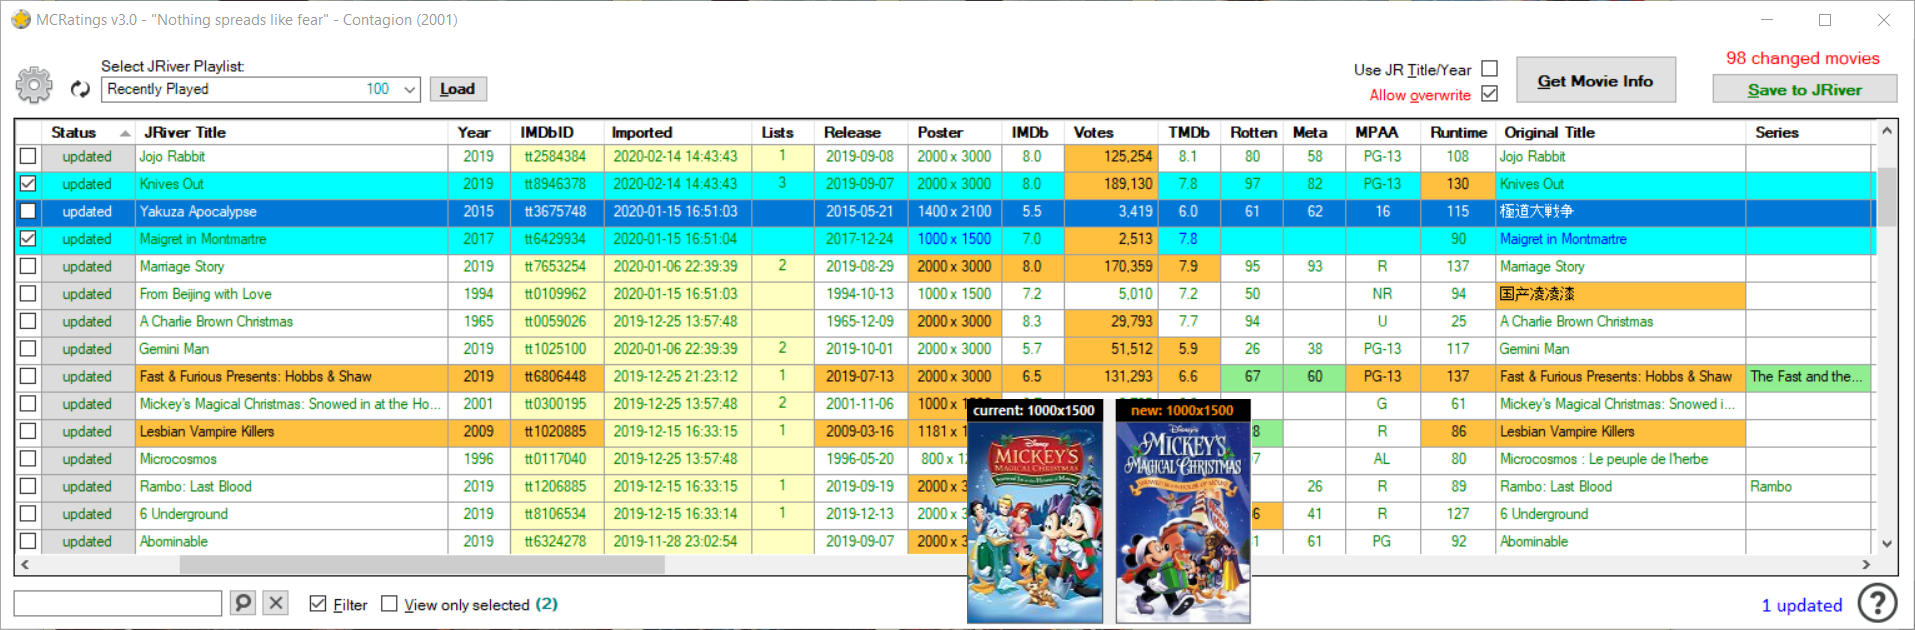 MCRatings v3.0 - "Nothing spreads like fear" - Contagion (2001)
Select JRiver Playlist:
Recently Played 100
Load
Use JR Title/Year
Allow overwrite
Get Movie Info
98 changed movies
Save to JRiver
Status JRiver Title Year IMDbID Imported Lists Release Poster IMDb Votes TMDb Rotten Meta MPAA Runtime Original Title Series
updated Jojo Rabbit 2019 tt2584384 2020-02-14 14:43:43 1 2019-09-08 2000 x 3000 8.0 125,254 8.1 80 58 PG-13 108 Jojo Rabbit
updated Knives Out 2019 tt8946378 2020-02-14 14:43:43 3 2019-09-07 2000 x 3000 8.0 189,130 7.8 97 82 PG-13 130 Knives Out
updated Yakuza Apocalypse 2015 tt3675748 2020-01-15 16:51:03 2015-05-21 1400 x 2100 5.5 3,419 6.0 61 62 16 115 極道大戦争
updated Maigret in Montmartre 2017 tt6429934 2020-01-15 16:51:04 2017-12-24 1000 x 1500 7.0 2,513 7.8 90 Maigret in Montmartre
updated Marriage Story 2019 tt7653254 2020-01-06 22:39:39 2 2019-08-29 2000 x 3000 8.0 170,359 7.9 95 93 R 137 Marriage Story
updated From Beijing with Love 1994 tt0109962 2020-01-15 16:51:03 1994-10-13 1000 x 1500 7.2 5,010 7.2 50 NR 94 国产凌凌漆
updated A Charlie Brown Christmas 1965 tt0059026 2019-12-25 13:57:48 1965-12-09 2000 x 3000 8.3 29,793 7.7 94 U 25 A Charlie Brown Christmas
updated Gemini Man 2019 tt1025100 2020-01-06 22:39:39 2 2019-10-01 2000 x 3000 5.7 51,512 5.9 26 38 PG-13 117 Gemini Man
updated Fast & Furious Presents: Hobbs & Shaw 2019 tt6806448 2019-12-25 21:23:12 1 2019-07-13 2000 x 3000 6.5 131,293 6.6 67 60 PG-13 137 Fast & Furious Presents: Hobbs & Shaw The Fast and the...
updated Mickey's Magical Christmas: Snowed in at the Ho... 2001 tt0300195 2019-12-25 13:57:48 2 2001-11-06 1000 x G 61 Mickey's Magical Christmas: Snowed i...
updated Lesbian Vampire Killers 2009 tt1020885 2019-12-15 16:33:15 1 2009-03-16 1181 x 1 8 R 86 Lesbian Vampire Killers
updated Microcosmos 1996 tt0117040 2019-12-25 13:57:48 1996-05-20 800 x 12 7 AL 80 Microcosmos : Le peuple de l'herbe
updated Rambo: Last Blood 2019 tt1206885 2019-12-15 16:33:15 1 2019-09-19 2000 x 3 26 R 89 Rambo: Last Blood Rambo
updated 6 Underground 2019 tt8106534 2019-12-15 16:33:14 1 2019-12-13 2000 x 3 6 41 R 127 6 Underground
updated Abominable 2019 tt6324278 2019-11-28 23:02:54 2019-09-07 2000 x 3 1 61 PG 92 Abominable
current: 1000x1500 new: 1000x1500
Disney
MICKEY'S
MAGICAL CHRISTMAS
Disney's
MICKEY'S
MAGICAL CHRISTMAS
Filter
View only selected (2)
1 updated
?